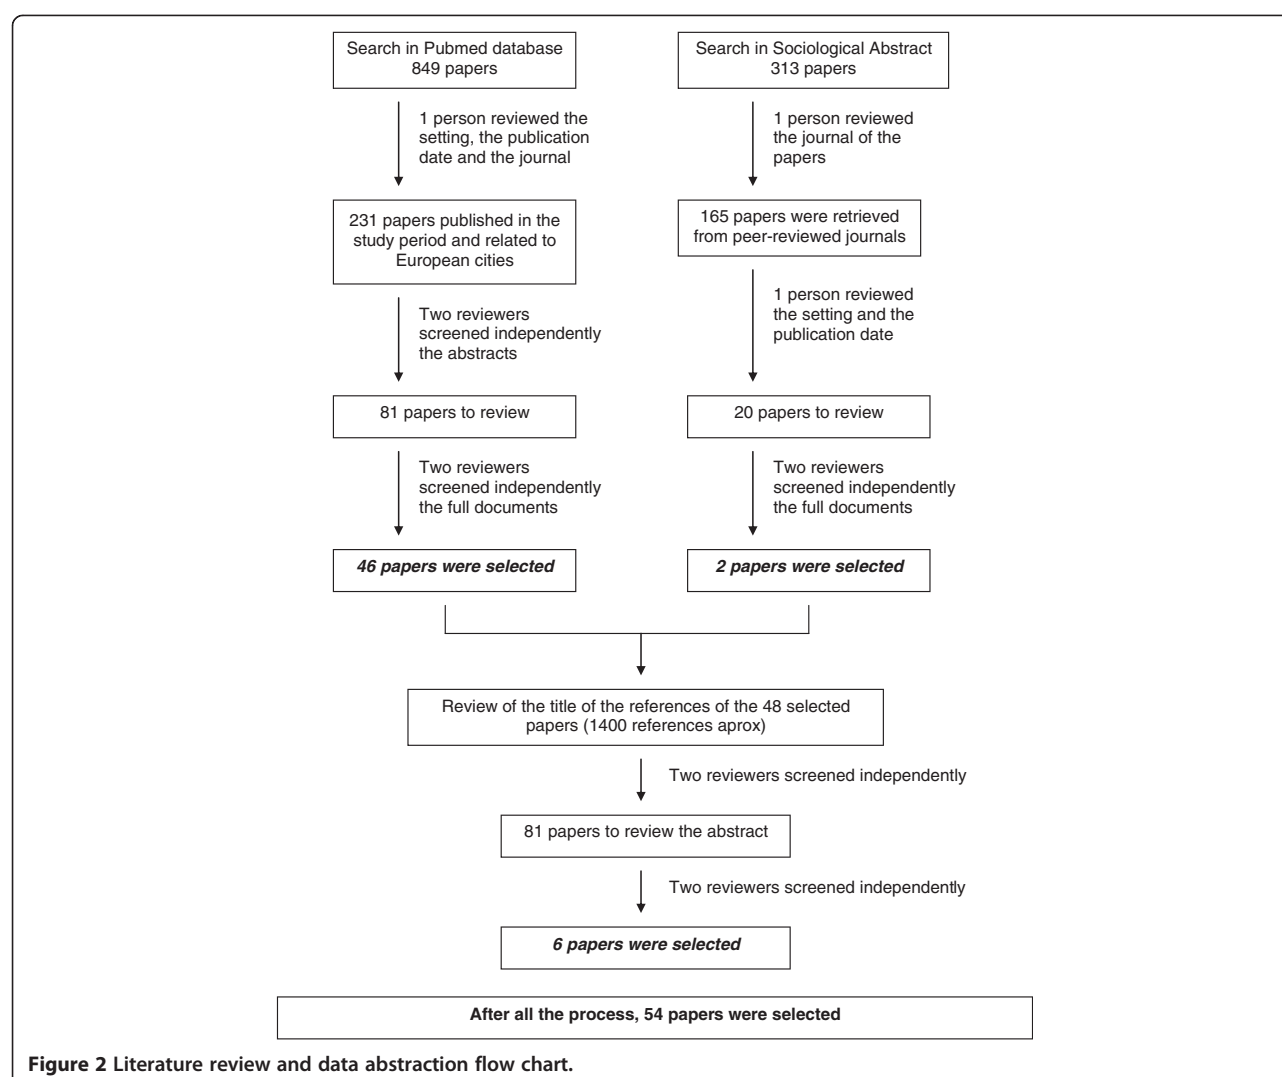 Search in Pubmed database
849 papers
Search in Sociological Abstract
313 papers
1 person reviewed the
setting, the publication
date and the journal
1 person reviewed
the journal of the
papers
231 papers published in the
study period and related to
European cities
165 papers were retrieved
from peer-reviewed journals
Two reviewers
screened independently
the abstracts
1 person reviewed
the setting and the
publication date
81 papers to review
20 papers to review
Two reviewers
screened independently
the full documents
Two reviewers
screened independently
the full documents
46 papers were selected
2 papers were selected
Review of the title of the references of the 48 selected
papers (1400 references aprox)
Two reviewers screened independently
81 papers to review the abstract
Two reviewers screened independently
6 papers were selected
After all the process, 54 papers were selected
Figure 2 Literature review and data abstraction flow chart.